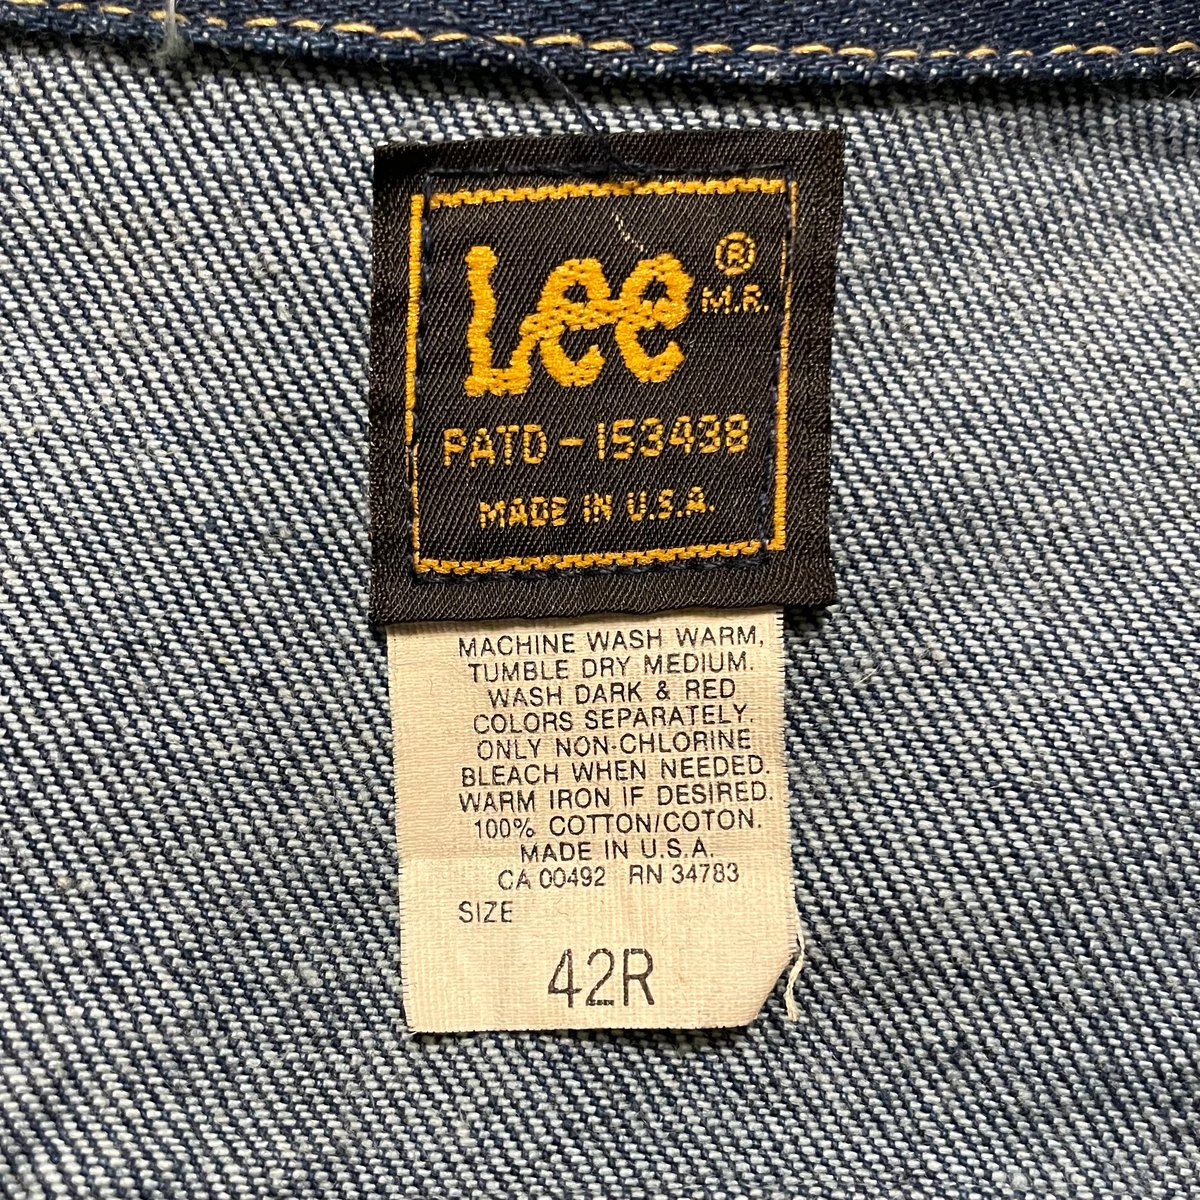 Lee ®
M.R.
PATD-153438
MADE IN U.S.A.
MACHINE WASH WARM,
TUMBLE DRY MEDIUM.
WASH DARK & RED
COLORS SEPARATELY.
ONLY NON-CHLORINE
BLEACH WHEN NEEDED.
WARM IRON IF DESIRED.
100% COTTON/COTON.
MADE IN U.S.A.
CA 00492 RN 34783
SIZE
42R